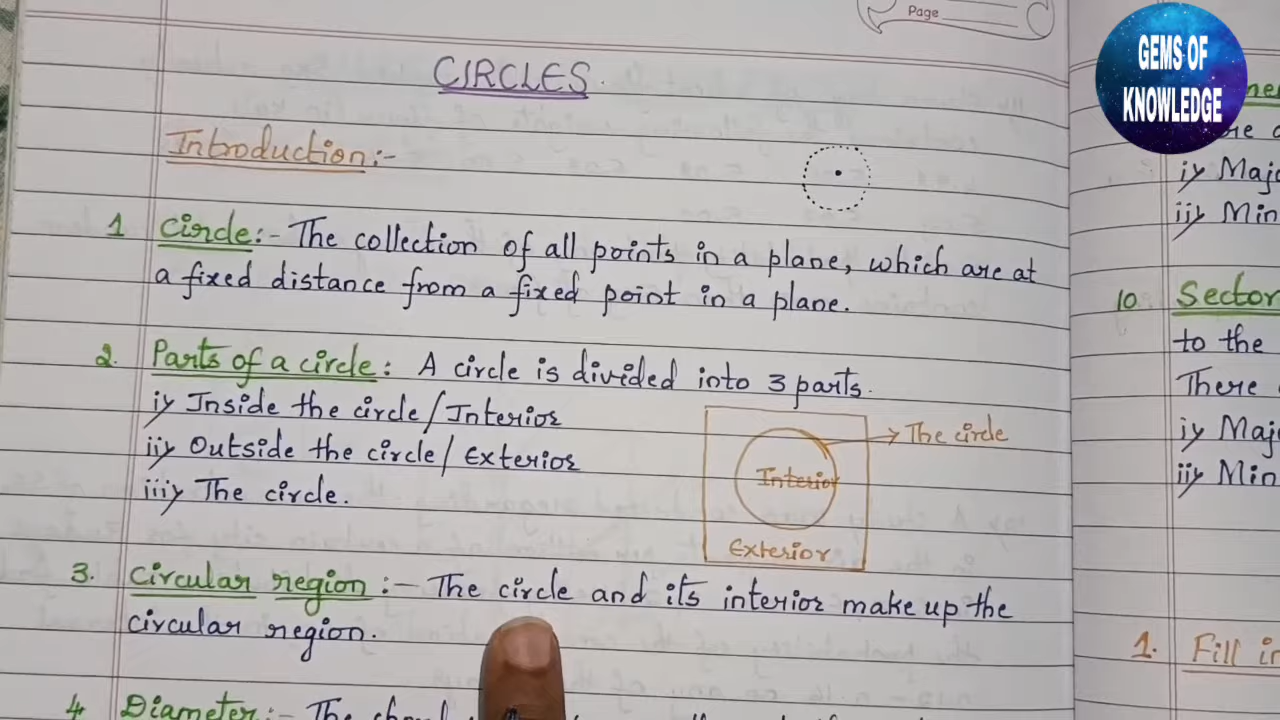 Page
GEMS OF
KNOWLEDGE
CIRCLES.
Introduction:-
1 Circle:- The collection of all points in a plane, which are at
a fixed distance from a fixed point in a plane.
2. Parts of a circle: A circle is divided into 3 parts.
i) Inside the circle/Interior
ii) Outside the circle/Exterior
iii) The circle.
The circle
Interior
Exterior
3. Circular region:- The circle and its interior make up the
circular region.
4. Diameter:- The
i) Maj
ii) Min
10. Sector
to the
There
i) Maj
ii) Min
1. Fill in